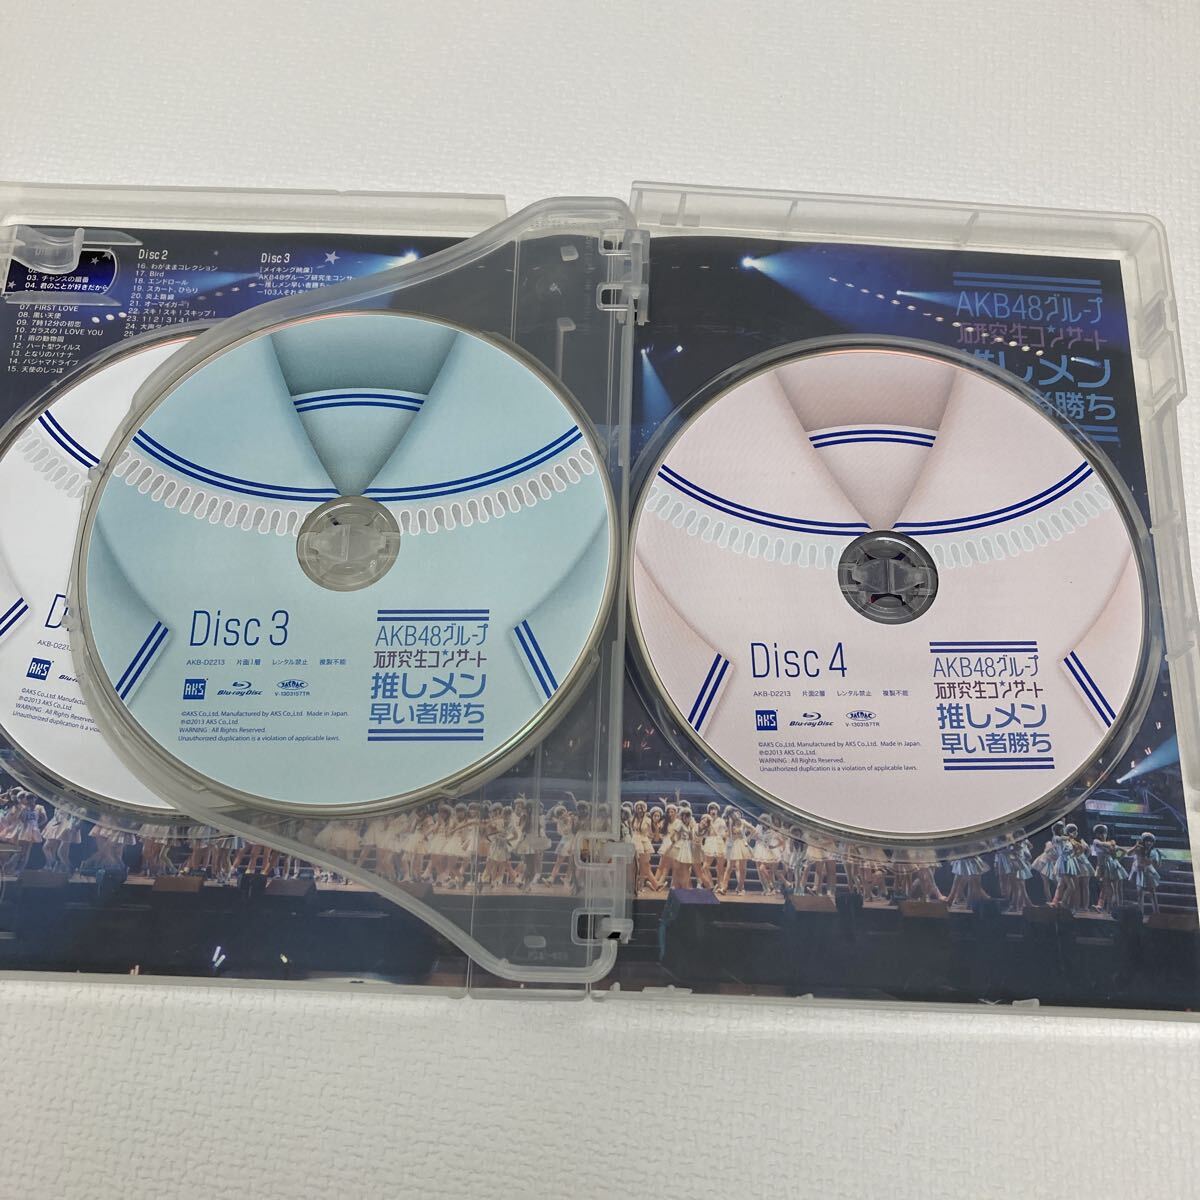 03. チャンスの順番
04. 君のことが好きだから
07. FIRST LOVE
08. 黒い天使
09. 7時12分の初恋
10. ガラスの I LOVE YOU
11. 雨の動物園
12. ハート型ウイルス
13. となりのバナナ
14. パジャマドライブ
15. 天使のしっぽ
Disc 2
16. わがままコレクション
17. Bird
18. エンドロール
19. スカート、ひらり
20. 炎上路線
21. オーマイガー!
22. スキ!スキ!スキップ!
23. 1!2!3!4!
24. 大声ダ
25.
Disc 3
[メイキング映像]
AKB48グループ研究生コンサ
～推しメン早い者勝ち～
～103人それ
AKB-D221
AKS
©AKS Co.,Ltd. Manufactured
℗©2013 AKS Co.,Ltd.
WARNING : All Rights Reserved.
Unauthorized duplication is a viola
Disc 3
AKB-D2213 片面1層 レンタル禁止 複製不能
AKS Blu-ray Disc JASRAC V-1303157TR
©AKS Co.,Ltd. Manufactured by AKS Co.,Ltd. Made in Japan.
℗©2013 AKS Co.,Ltd.
WARNING : All Rights Reserved.
Unauthorized duplication is a violation of applicable laws.
AKB48グループ
研究生コンサート
推しメン
早い者勝ち
AKB48グループ
研究生コンサート
推しメン
者勝ち
Disc 4
AKB-D2213 片面2層 レンタル禁止 複製不能
AKS Blu-ray Disc JASRAC V-1303157TR
©AKS Co.,Ltd. Manufactured by AKS Co.,Ltd. Made in Japan.
℗©2013 AKS Co.,Ltd.
WARNING : All Rights Reserved.
Unauthorized duplication is a violation of applicable laws.
AKB48グループ
研究生コンサート
推しメン
早い者勝ち